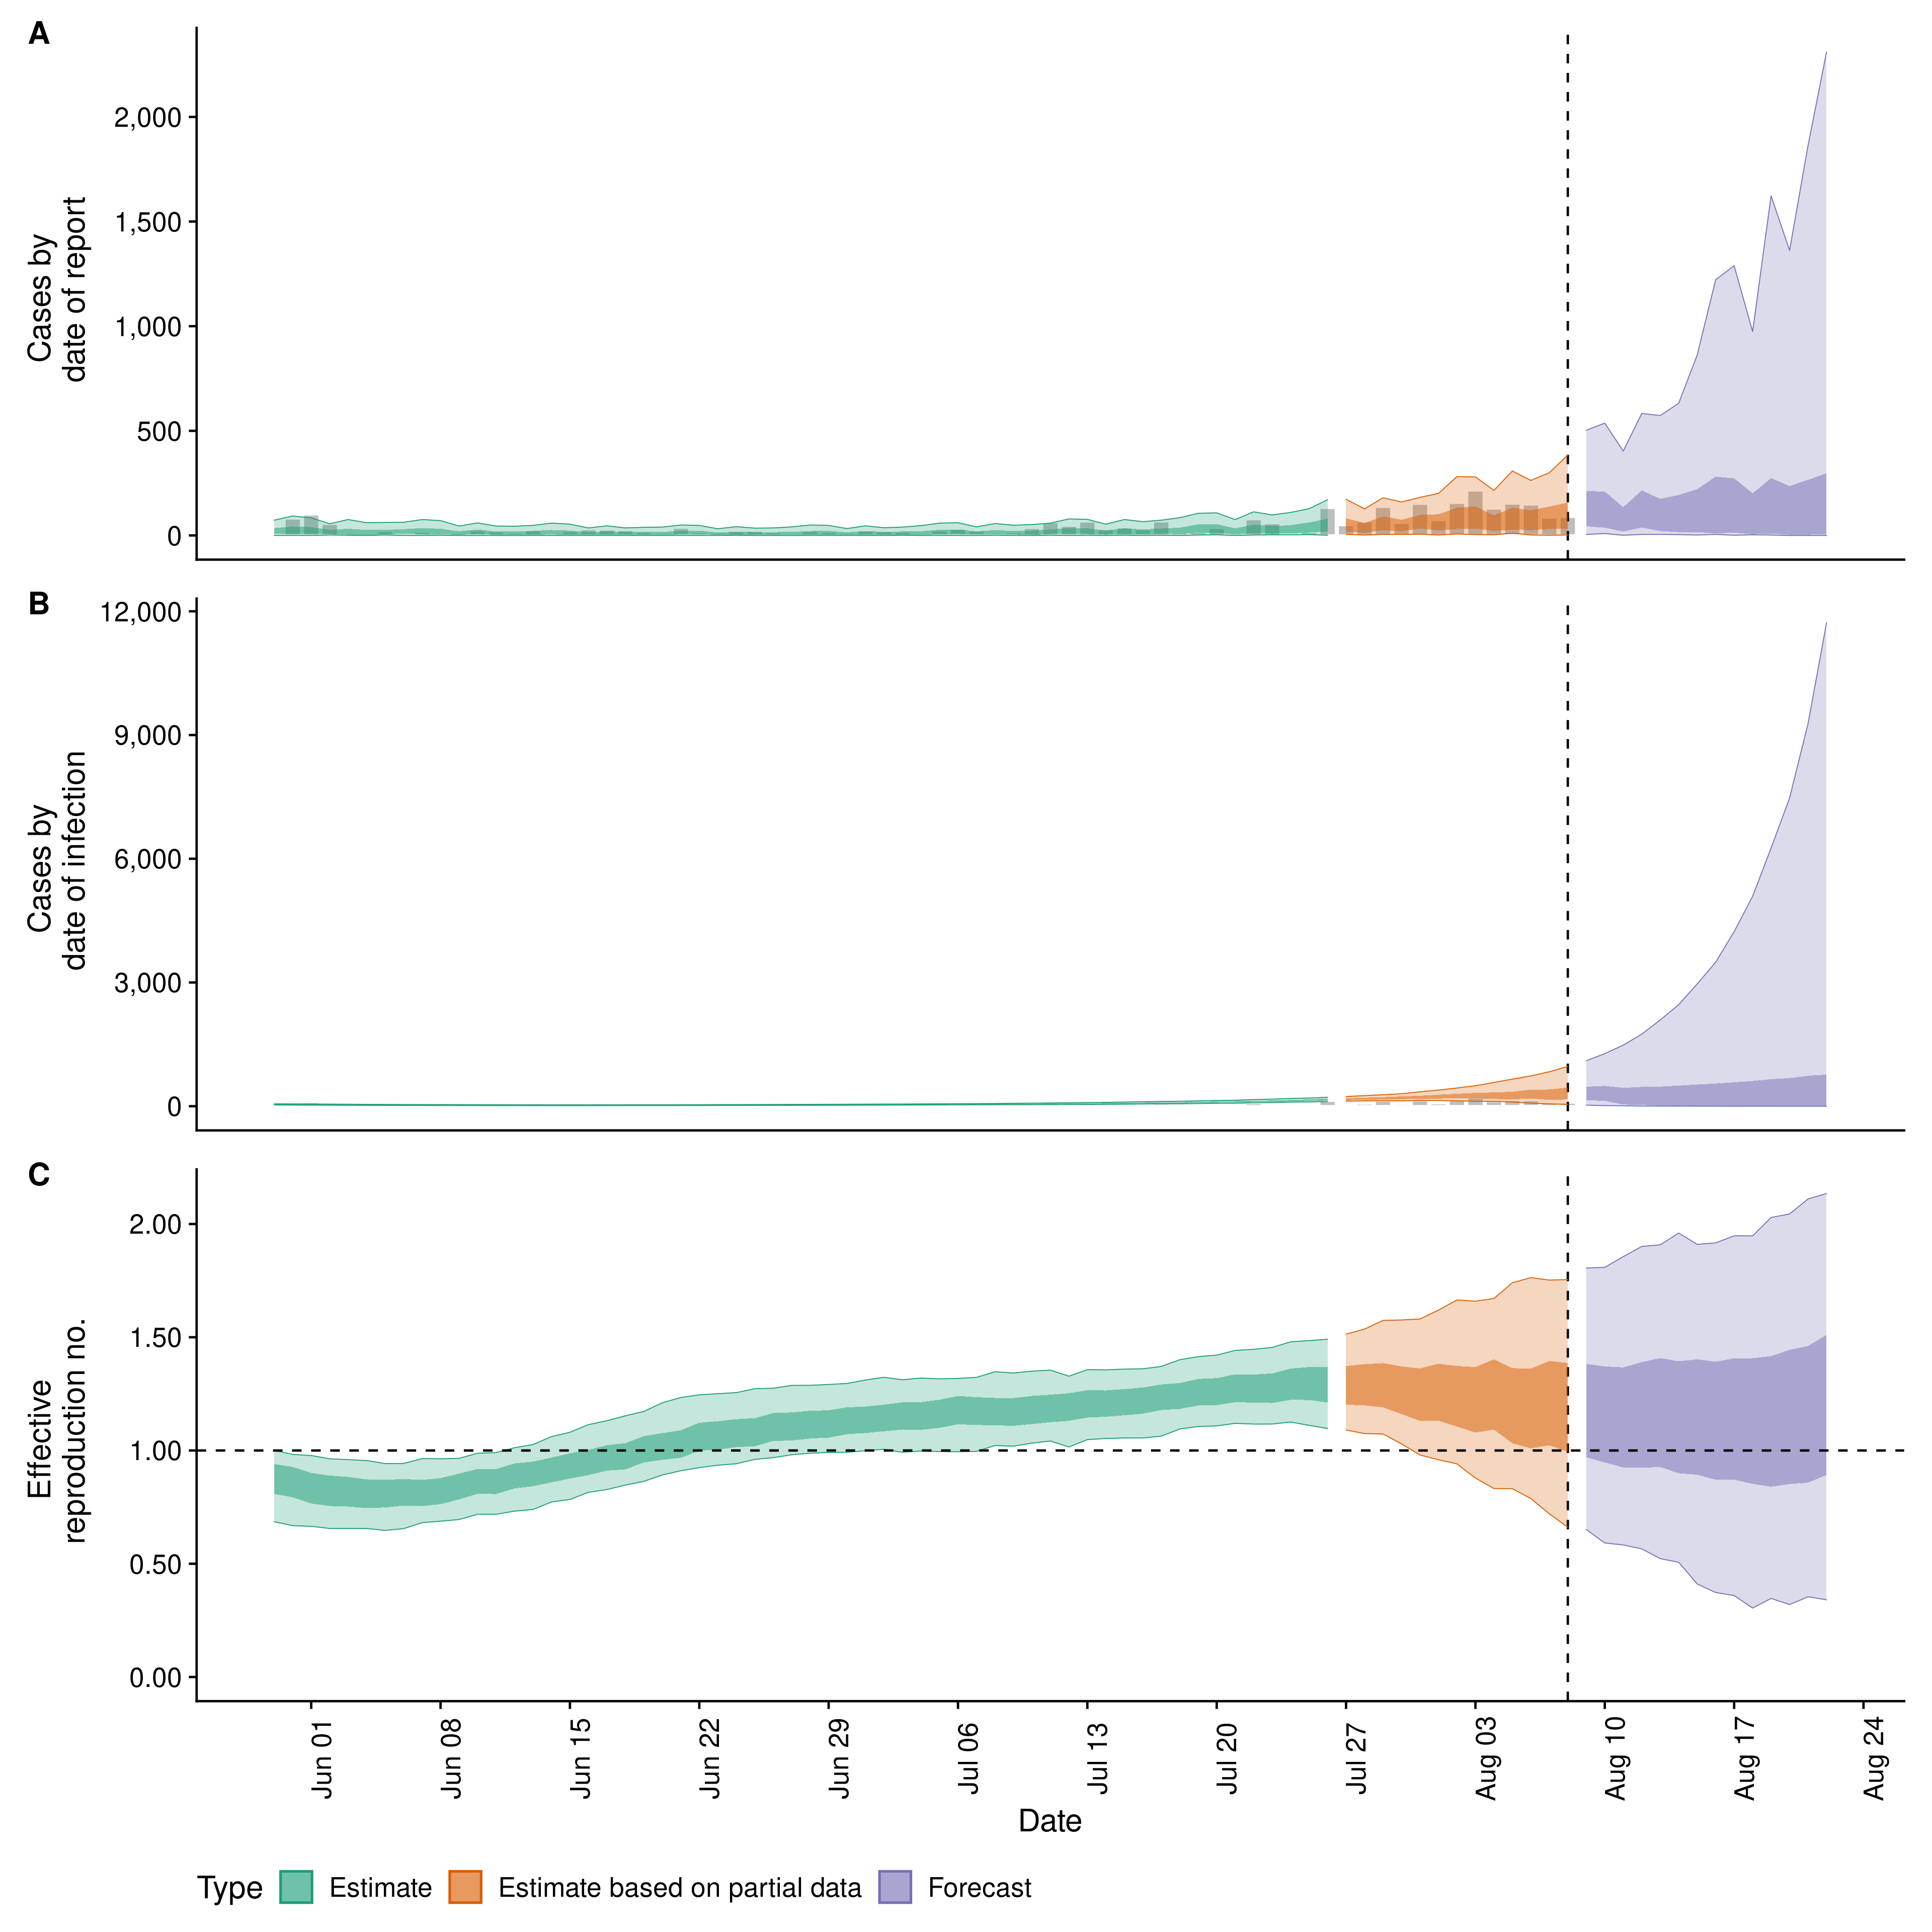 A
Cases by
date of report
2,000
1,500
1,000
500
0
B
Cases by
date of infection
12,000
9,000
6,000
3,000
0
C
Effective
reproduction no.
2.00
1.50
1.00
0.50
0.00
Jun 01
Jun 08
Jun 15
Jun 22
Jun 29
Jul 06
Jul 13
Jul 20
Jul 27
Aug 03
Aug 10
Aug 17
Aug 24
Date
Type Estimate Estimate based on partial data Forecast